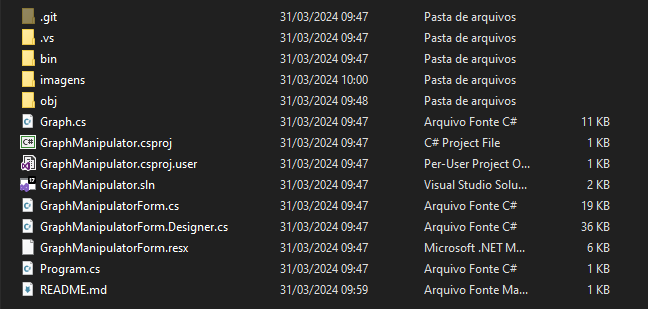 .git 31/03/2024 09:47 Pasta de arquivos
.vs 31/03/2024 09:47 Pasta de arquivos
bin 31/03/2024 09:47 Pasta de arquivos
imagens 31/03/2024 10:00 Pasta de arquivos
obj 31/03/2024 09:48 Pasta de arquivos
Graph.cs 31/03/2024 09:47 Arquivo Fonte C# 11 KB
C# GraphManipulator.csproj 31/03/2024 09:47 C# Project File 1 KB
GraphManipulator.csproj.user 31/03/2024 09:47 Per-User Project O... 1 KB
17 GraphManipulator.sln 31/03/2024 09:47 Visual Studio Solu... 2 KB
GraphManipulatorForm.cs 31/03/2024 09:47 Arquivo Fonte C# 19 KB
GraphManipulatorForm.Designer.cs 31/03/2024 09:47 Arquivo Fonte C# 36 KB
GraphManipulatorForm.resx 31/03/2024 09:47 Microsoft .NET M... 6 KB
Program.cs 31/03/2024 09:47 Arquivo Fonte C# 1 KB
README.md 31/03/2024 09:59 Arquivo Fonte Ma... 1 KB